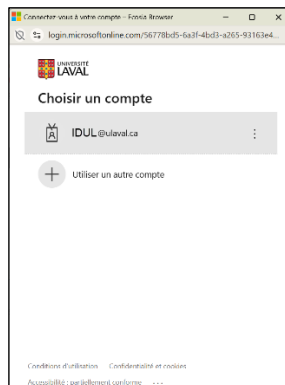 Connectez-vous à votre compte – Ecosia Browser
login.microsoftonline.com/56778bd5-6a3f-4bd3-a265-93163e4...
UNIVERSITÉ
LAVAL
Choisir un compte
IDUL@ulaval.ca
Utiliser un autre compte
Conditions d'utilisation Confidentialité et cookies
Accessibilité : partiellement conforme ...